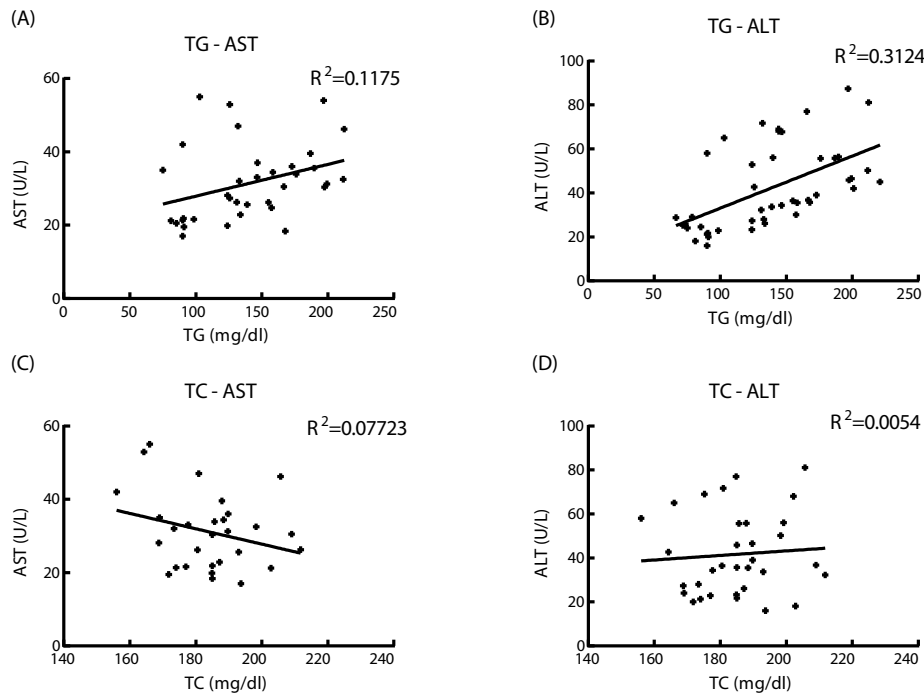 (A)
TG - AST
R²=0.1175
60
40
20
0
AST (U/L)
0 50 100 150 200 250
TG (mg/dl)
(B)
TG - ALT
R²=0.3124
100
80
60
40
20
0
ALT (U/L)
0 50 100 150 200 250
TG (mg/dl)
(C)
TC - AST
R²=0.07723
60
40
20
0
AST (U/L)
140 160 180 200 220 240
TC (mg/dl)
(D)
TC - ALT
R²=0.0054
100
80
60
40
20
0
ALT (U/L)
140 160 180 200 220 240
TC (mg/dl)